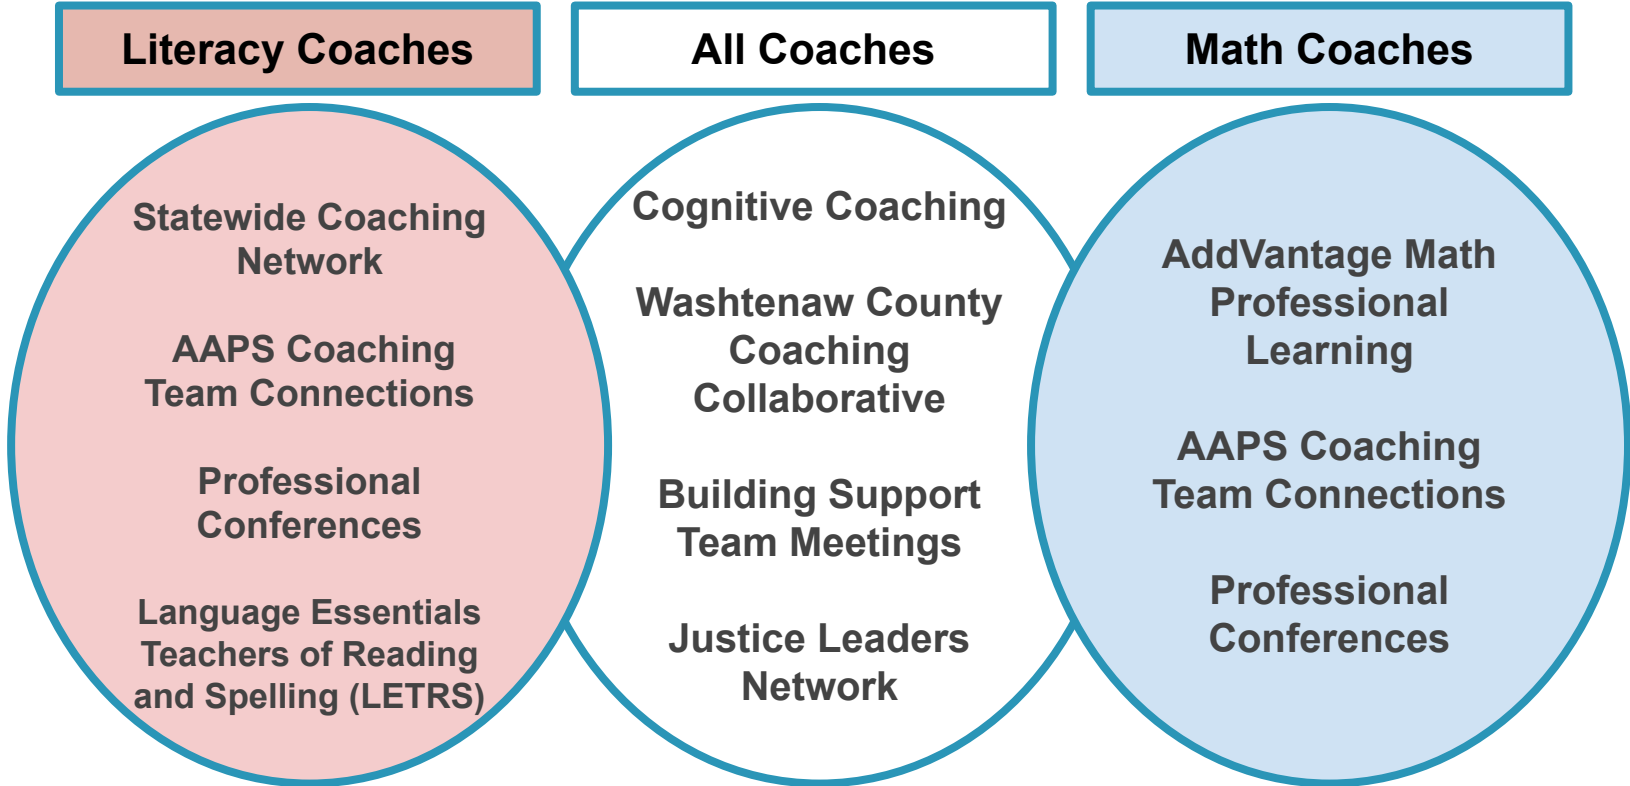 Literacy Coaches
All Coaches
Math Coaches
Statewide Coaching
Network
AAPS Coaching
Team Connections
Professional
Conferences
Language Essentials
Teachers of Reading
and Spelling (LETRS)
Cognitive Coaching
Washtenaw County
Coaching
Collaborative
Building Support
Team Meetings
Justice Leaders
Network
AddVantage Math
Professional
Learning
AAPS Coaching
Team Connections
Professional
Conferences